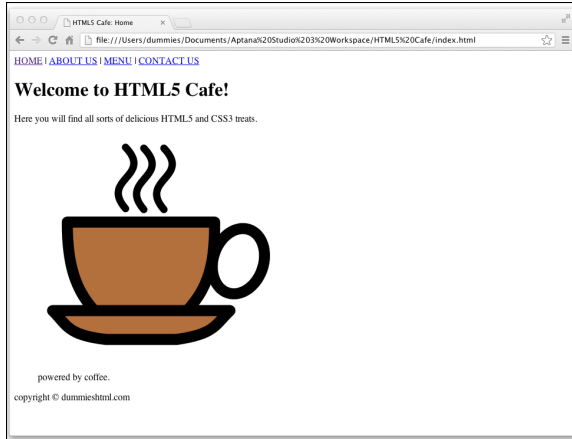 HTML5 Cafe: Home
file:///Users/dummies/Documents/Aptana%20Studio%203%20Workspace/HTML5%20Cafe/index.html
HOME | ABOUT US | MENU | CONTACT US
Welcome to HTML5 Cafe!
Here you will find all sorts of delicious HTML5 and CSS3 treats.
powered by coffee.
copyright © dummieshtml.com